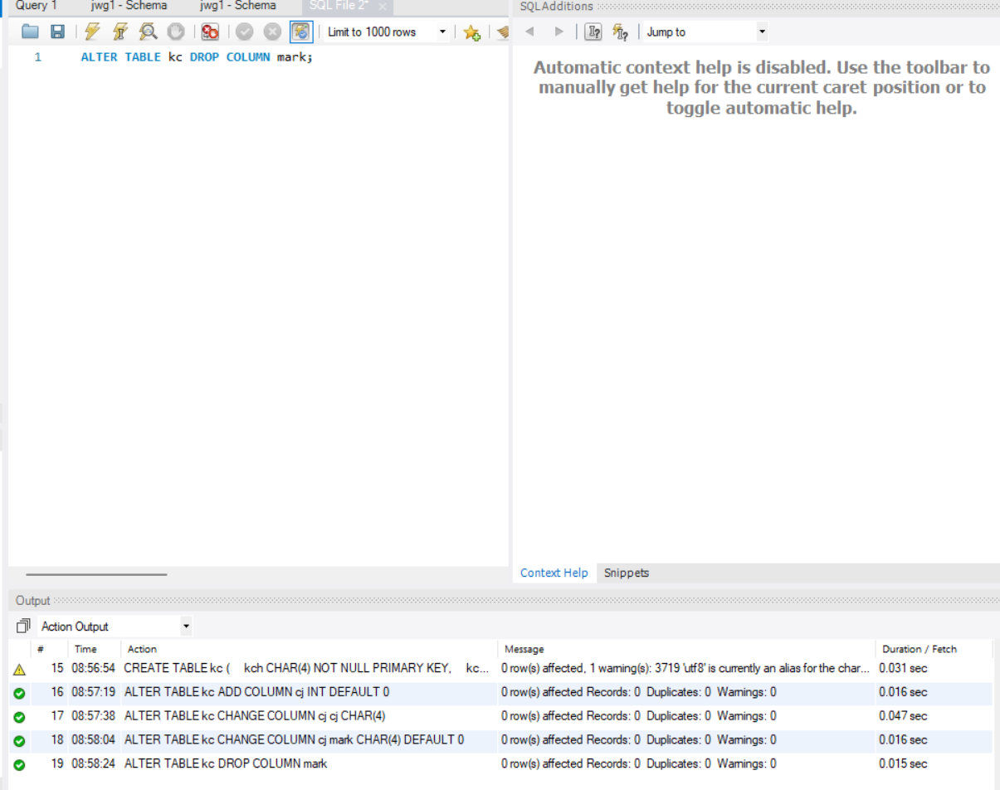 Query 1 jwg1 - Schema jwg1 - Schema SQL File 2* ×
SQLAdditions
Limit to 1000 rows
Jump to
1 ALTER TABLE kc DROP COLUMN mark;
Automatic context help is disabled. Use the toolbar to
manually get help for the current caret position or to
toggle automatic help.
Context Help Snippets
Output
Action Output
# Time Action Message Duration / Fetch
15 08:56:54 CREATE TABLE kc ( kch CHAR(4) NOT NULL PRIMARY KEY, kc... 0 row(s) affected, 1 warning(s): 3719 'utf8' is currently an alias for the char... 0.031 sec
16 08:57:19 ALTER TABLE kc ADD COLUMN cj INT DEFAULT 0 0 row(s) affected Records: 0 Duplicates: 0 Warnings: 0 0.016 sec
17 08:57:38 ALTER TABLE kc CHANGE COLUMN cj cj CHAR(4) 0 row(s) affected Records: 0 Duplicates: 0 Warnings: 0 0.047 sec
18 08:58:04 ALTER TABLE kc CHANGE COLUMN cj mark CHAR(4) DEFAULT 0 0 row(s) affected Records: 0 Duplicates: 0 Warnings: 0 0.016 sec
19 08:58:24 ALTER TABLE kc DROP COLUMN mark 0 row(s) affected Records: 0 Duplicates: 0 Warnings: 0 0.015 sec